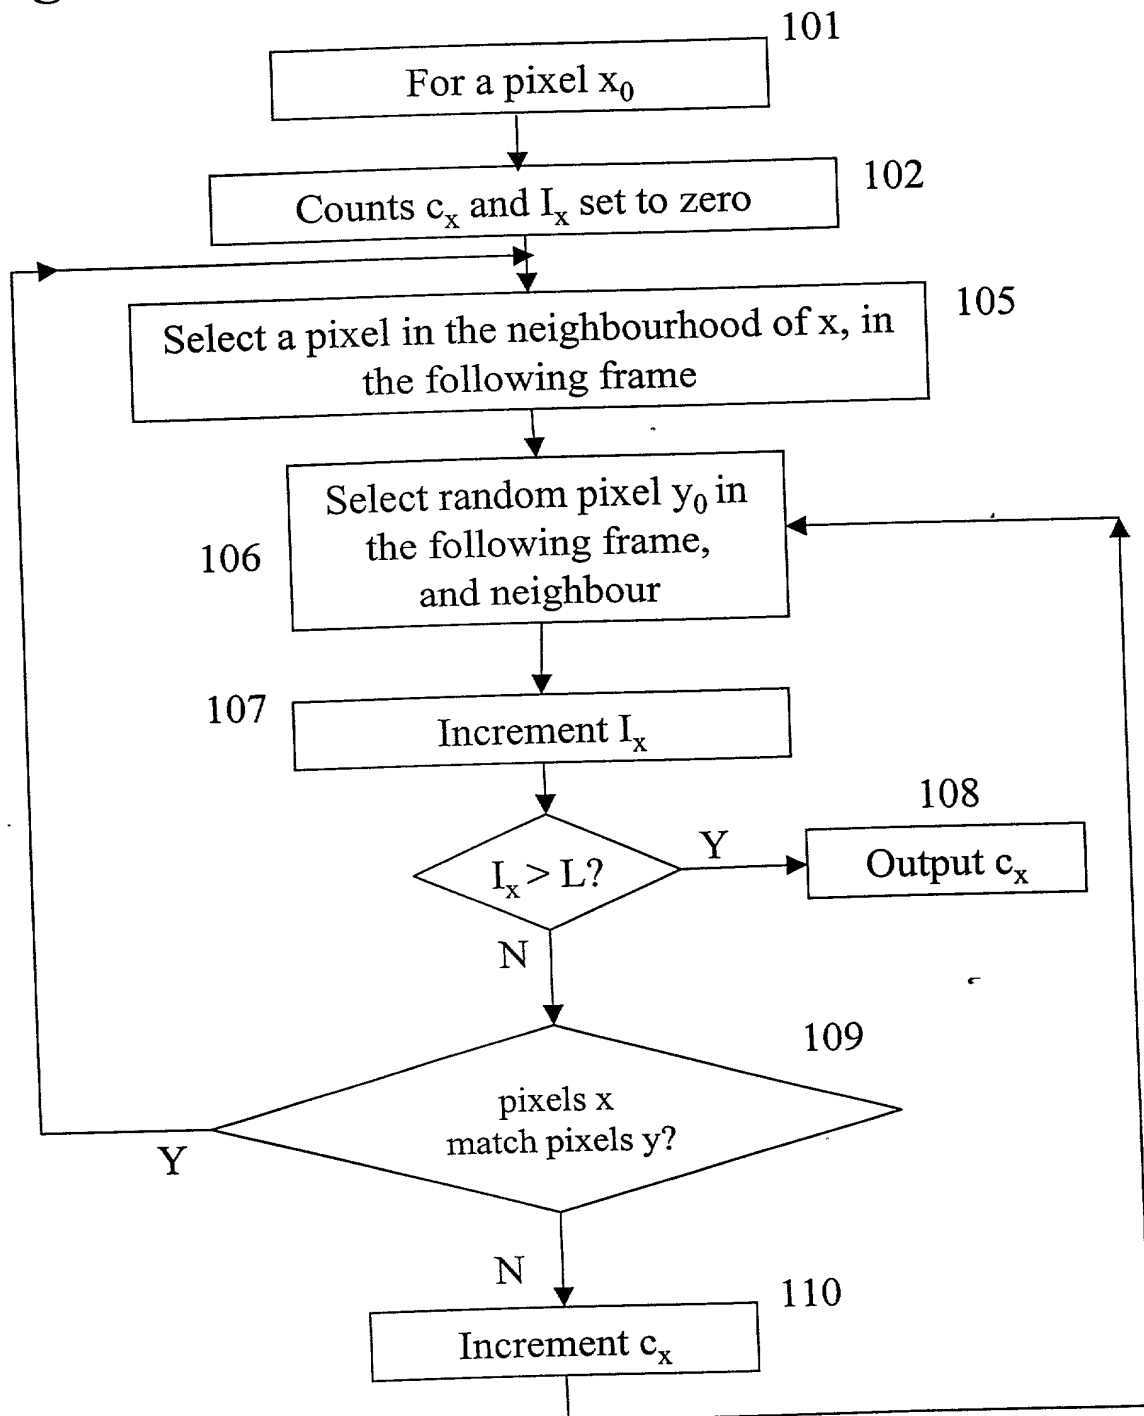 101
For a pixel x₀
102
Counts cₓ and Iₓ set to zero
105
Select a pixel in the neighbourhood of x, in
the following frame
106
Select random pixel y₀ in
the following frame,
and neighbour
107
Increment Iₓ
108
Iₓ > L?
Y
Output cₓ
N
109
pixels x
match pixels y?
Y
N
110
Increment cₓ